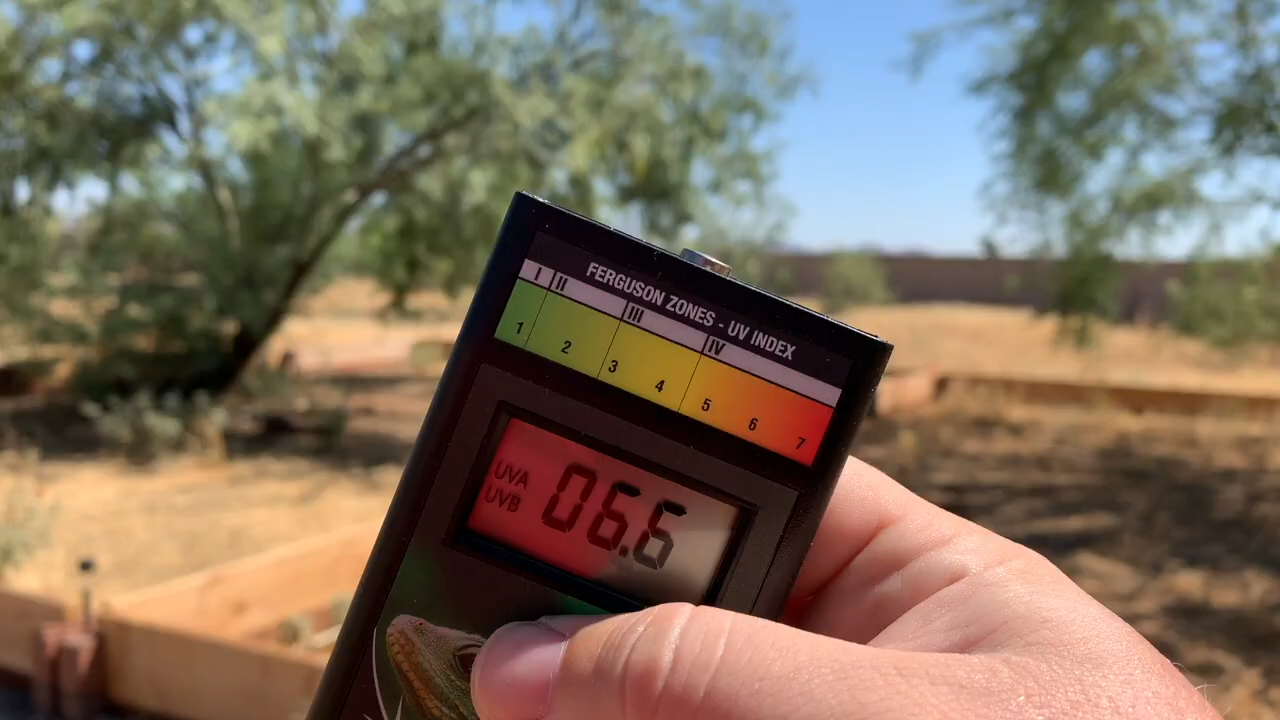 FERGUSON ZONES - UV INDEX
I II III IV
1 2 3 4 5 6 7
UVA 06.6
UVB